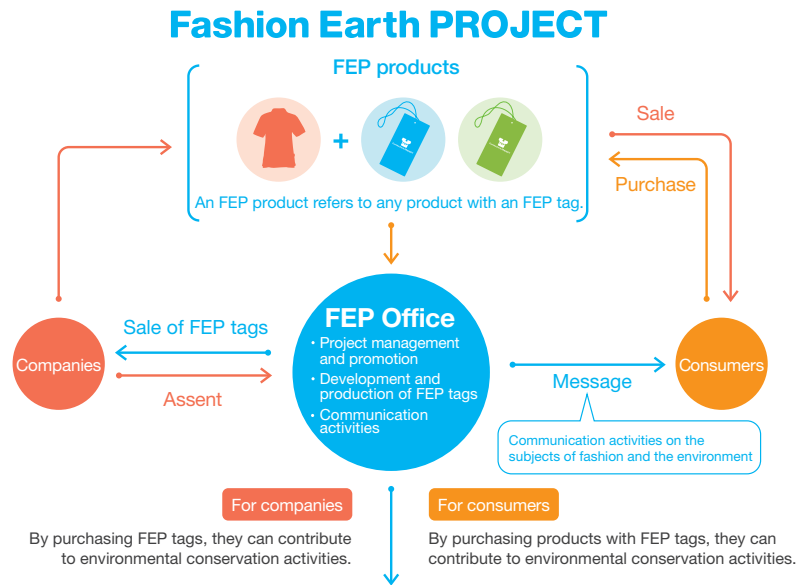 Fashion Earth PROJECT
FEP products
+
An FEP product refers to any product with an FEP tag.
Sale
Purchase
Companies
Sale of FEP tags
Assent
FEP Office
・Project management
and promotion
・Development and
production of FEP tags
・Communication
activities
Message
Consumers
Communication activities on the
subjects of fashion and the environment
For companies
By purchasing FEP tags, they can contribute
to environmental conservation activities.
For consumers
By purchasing products with FEP tags, they can
contribute to environmental conservation activities.